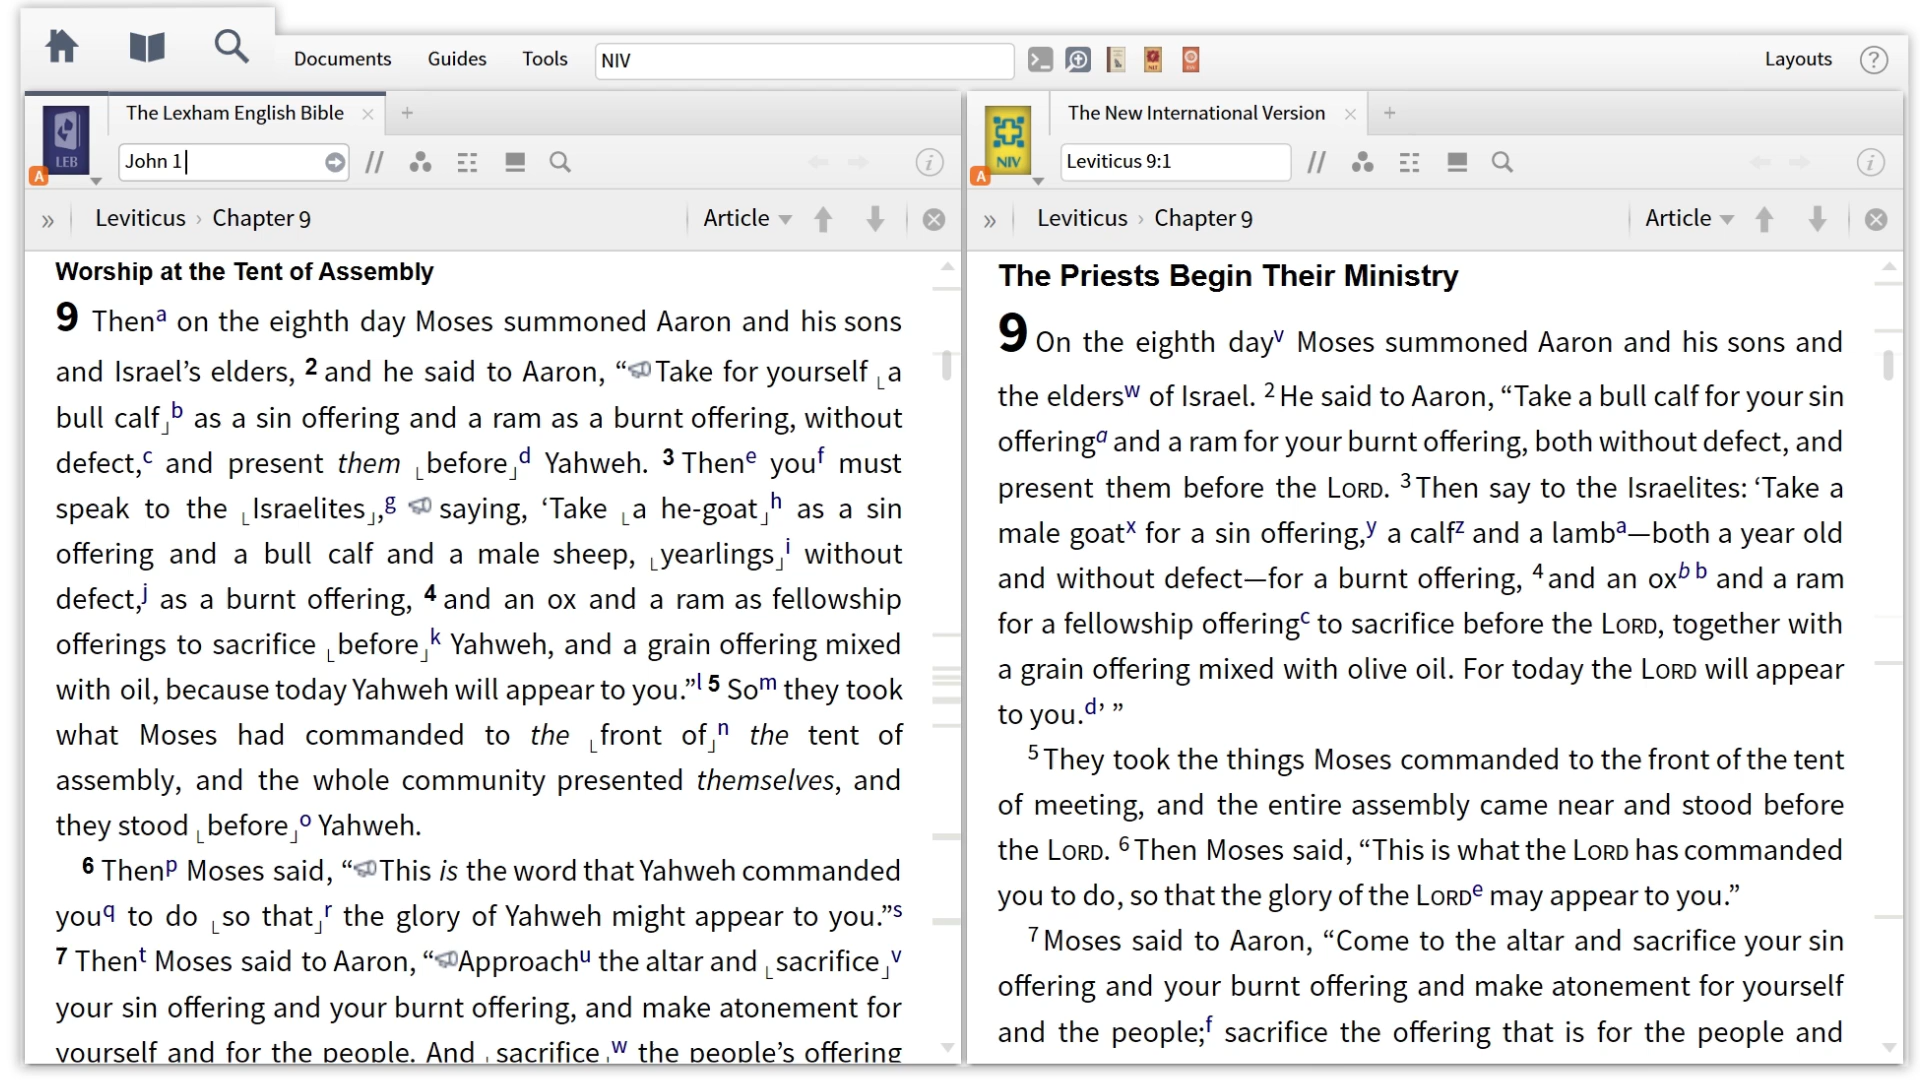 Documents Guides Tools NIV Layouts ?
The Lexham English Bible × +
LEB
A
John 1
» Leviticus › Chapter 9 Article
Worship at the Tent of Assembly
9 Thenᵃ on the eighth day Moses summoned Aaron and his sons
and Israel’s elders, 2 and he said to Aaron, “Take for yourself ⌞a
bull calf⌟b as a sin offering and a ram as a burnt offering, without
defect,c and present them ⌞before⌟d Yahweh. 3 Thene youf must
speak to the ⌞Israelites⌟,g saying, ‘Take ⌞a he-goat⌟h as a sin
offering and a bull calf and a male sheep, ⌞yearlings⌟i without
defect,j as a burnt offering, 4 and an ox and a ram as fellowship
offerings to sacrifice ⌞before⌟k Yahweh, and a grain offering mixed
with oil, because today Yahweh will appear to you.”l 5 Som they took
what Moses had commanded to the ⌞front of⌟n the tent of
assembly, and the whole community presented themselves, and
they stood ⌞before⌟o Yahweh.
6 Thenp Moses said, “This is the word that Yahweh commanded
youq to do ⌞so that⌟r the glory of Yahweh might appear to you.”s
7 Thent Moses said to Aaron, “Approachu the altar and ⌞sacrifice⌟v
your sin offering and your burnt offering, and make atonement for
yourself and for the people. And ⌞sacrifice⌟w the people’s offering
The New International Version × +
NIV
A
Leviticus 9:1
» Leviticus › Chapter 9 Article
The Priests Begin Their Ministry
9 On the eighth dayv Moses summoned Aaron and his sons and
the eldersw of Israel. 2 He said to Aaron, “Take a bull calf for your sin
offeringa and a ram for your burnt offering, both without defect, and
present them before the LORD. 3 Then say to the Israelites: ‘Take a
male goatx for a sin offering,y a calfz and a lamba—both a year old
and without defect—for a burnt offering, 4 and an oxb b and a ram
for a fellowship offeringc to sacrifice before the LORD, together with
a grain offering mixed with olive oil. For today the LORD will appear
to you.d’ ”
5 They took the things Moses commanded to the front of the tent
of meeting, and the entire assembly came near and stood before
the LORD. 6 Then Moses said, “This is what the LORD has commanded
you to do, so that the glory of the LORDe may appear to you.”
7 Moses said to Aaron, “Come to the altar and sacrifice your sin
offering and your burnt offering and make atonement for yourself
and the people;f sacrifice the offering that is for the people and